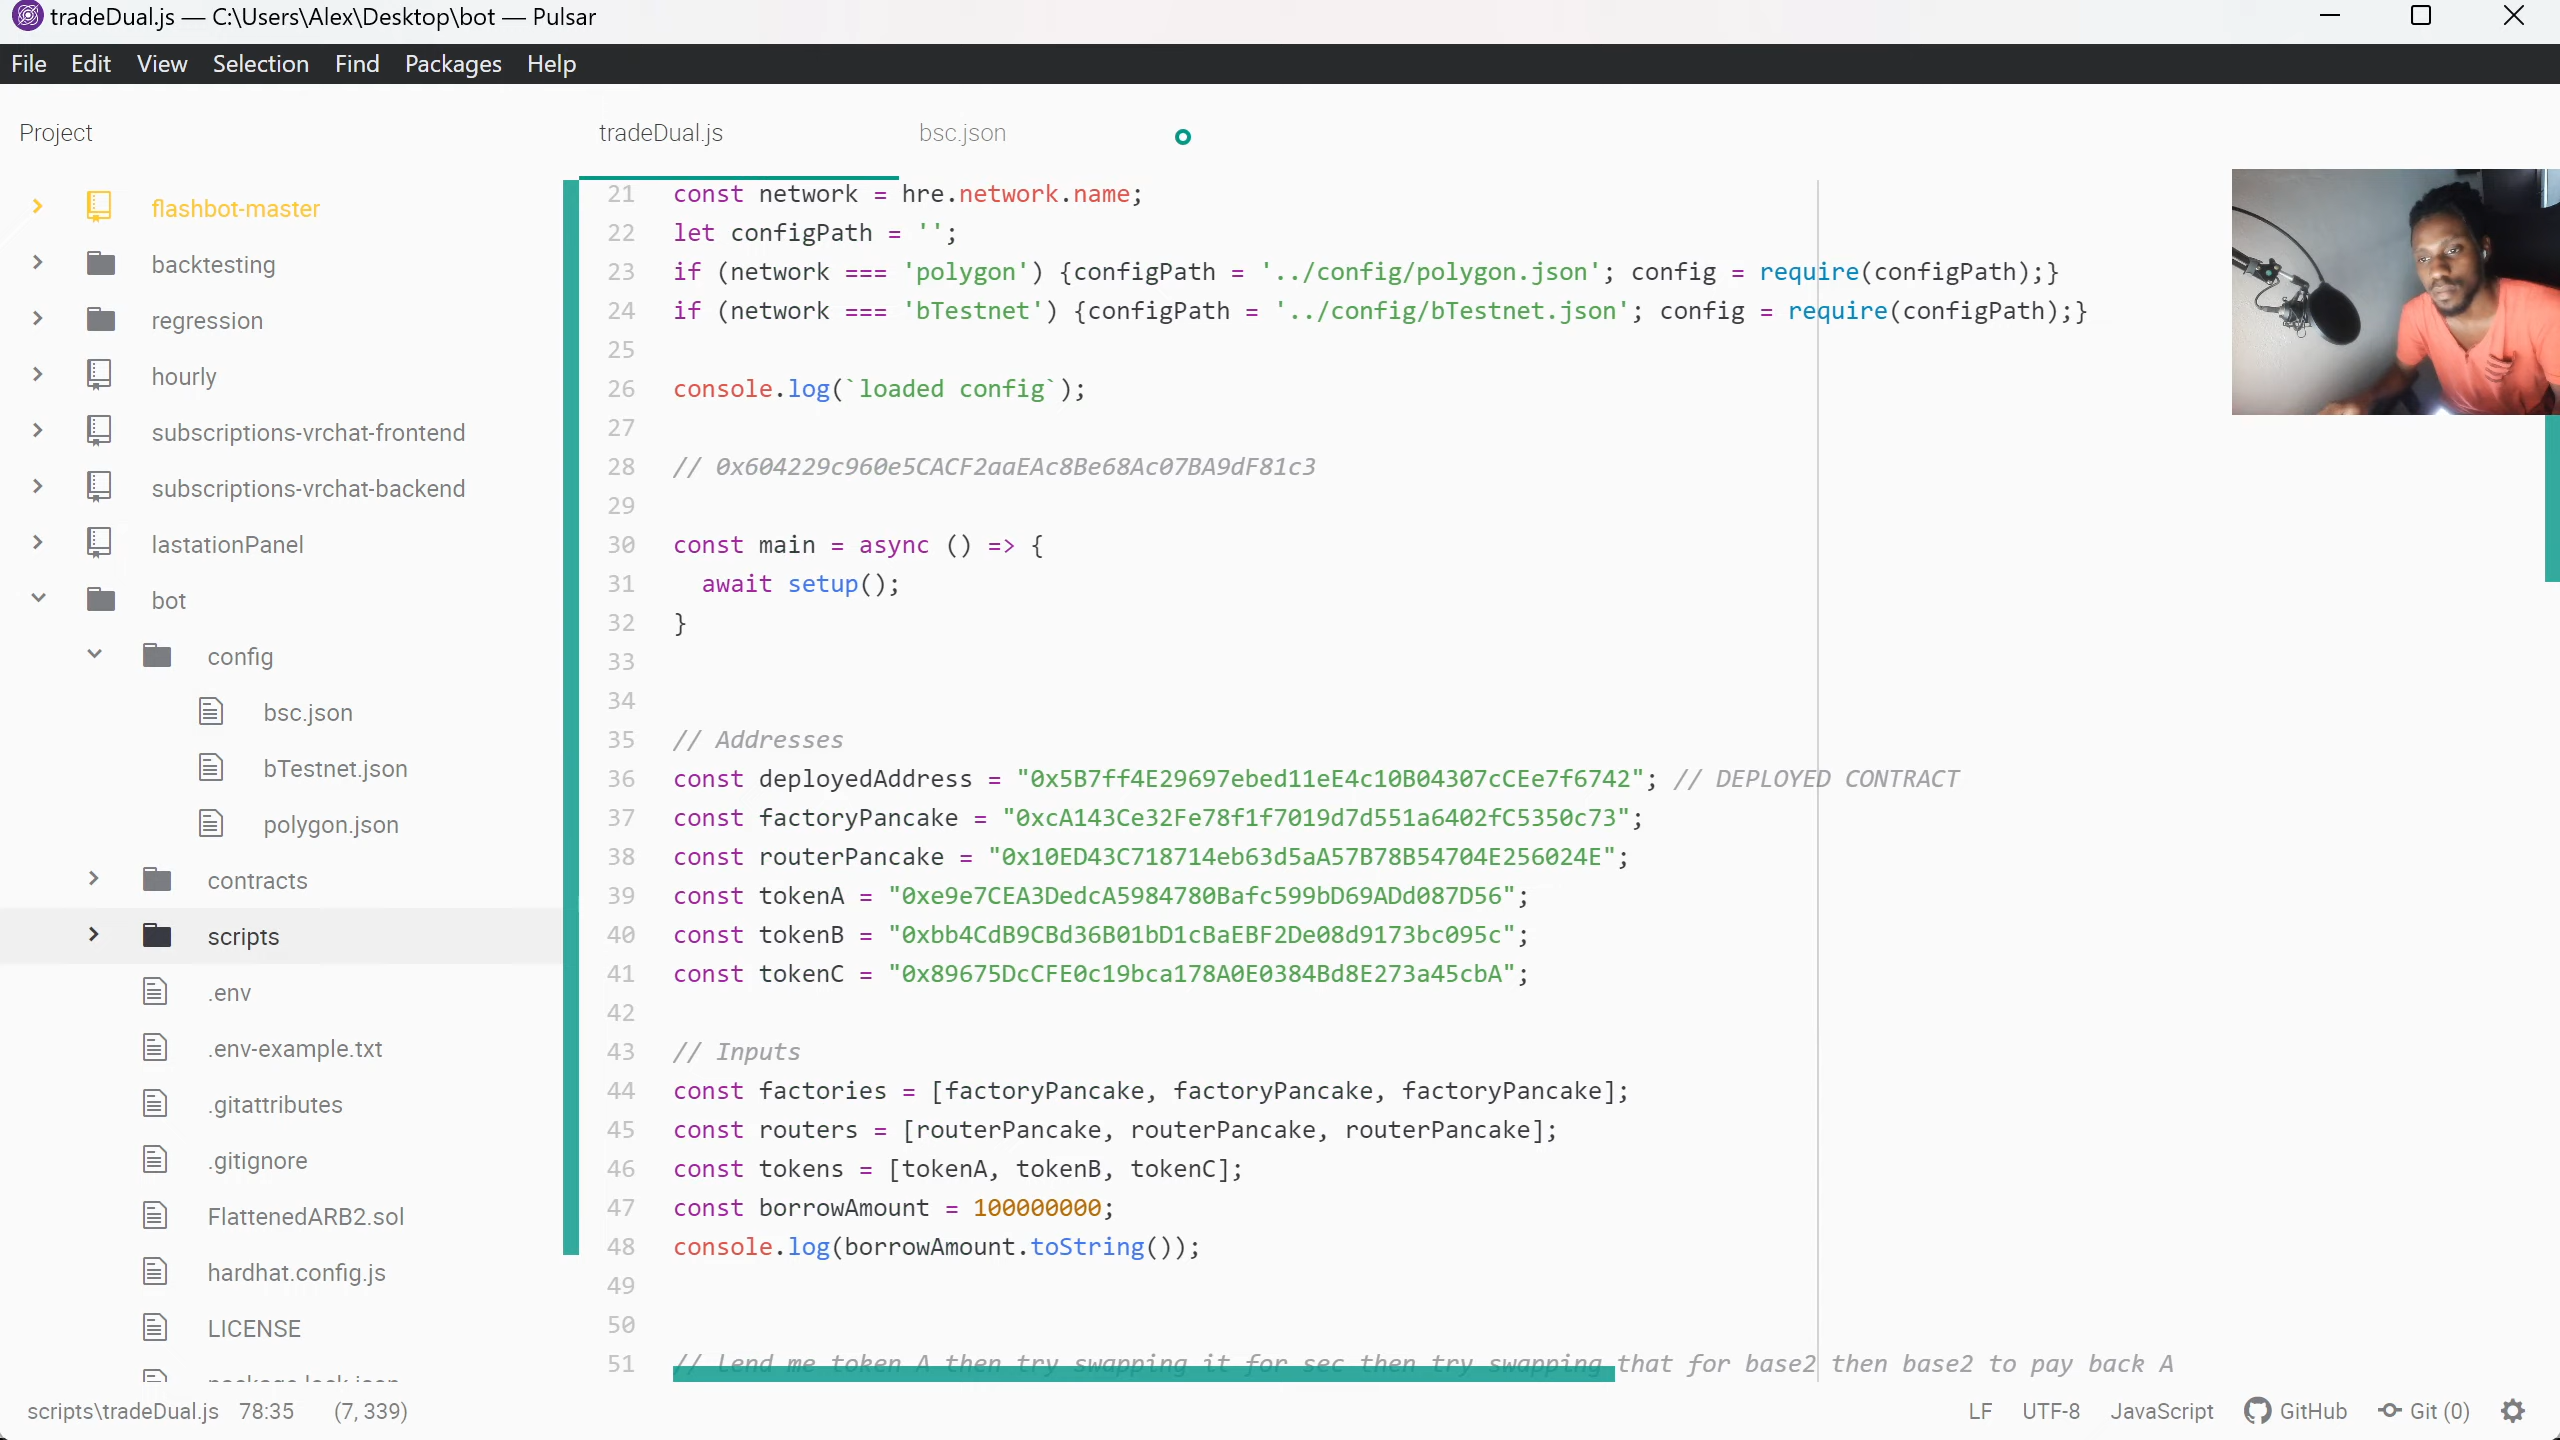 tradeDual.js — C:\Users\Alex\Desktop\bot — Pulsar
File Edit View Selection Find Packages Help
Project
flashbot-master
backtesting
regression
hourly
subscriptions-vrchat-frontend
subscriptions-vrchat-backend
lastationPanel
bot
config
bsc.json
bTestnet.json
polygon.json
contracts
scripts
.env
.env-example.txt
.gitattributes
.gitignore
FlattenedARB2.sol
hardhat.config.js
LICENSE
package-lock.json
tradeDual.js bsc.json
21 const network = hre.network.name;
22 let configPath = '';
23 if (network === 'polygon') {configPath = '../config/polygon.json'; config = require(configPath);}
24 if (network === 'bTestnet') {configPath = '../config/bTestnet.json'; config = require(configPath);}
25
26 console.log(`loaded config`);
27
28 // 0x604229c960e5CACF2aaEAc8Be68Ac07BA9dF81c3
29
30 const main = async () => {
31 await setup();
32 }
33
34
35 // Addresses
36 const deployedAddress = "0x5B7ff4E29697ebed11eE4c10B04307cCEe7f6742"; // DEPLOYED CONTRACT
37 const factoryPancake = "0xcA143Ce32Fe78f1f7019d7d551a6402fC5350c73";
38 const routerPancake = "0x10ED43C718714eb63d5aA57B78B54704E256024E";
39 const tokenA = "0xe9e7CEA3DedcA5984780Bafc599bD69ADd087D56";
40 const tokenB = "0xbb4CdB9CBd36B01bD1cBaEBF2De08d9173bc095c";
41 const tokenC = "0x89675DcCFE0c19bca178A0E0384Bd8E273a45cbA";
42
43 // Inputs
44 const factories = [factoryPancake, factoryPancake, factoryPancake];
45 const routers = [routerPancake, routerPancake, routerPancake];
46 const tokens = [tokenA, tokenB, tokenC];
47 const borrowAmount = 100000000;
48 console.log(borrowAmount.toString());
49
50
51 // Lend me token A then try swapping it for sec then try swapping that for base2 then base2 to pay back A
scripts\tradeDual.js 78:35 (7, 339)
LF UTF-8 JavaScript GitHub Git (0)